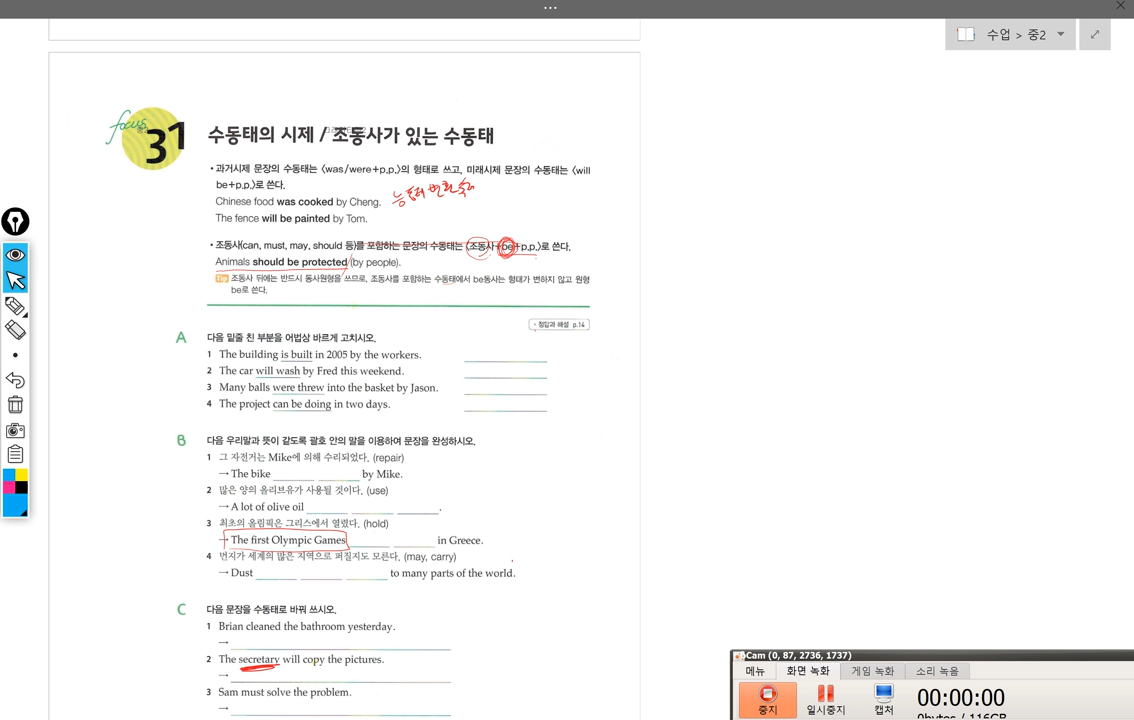 수업 > 중2
focus
31
수동태의 시제 / 조동사가 있는 수동태
• 과거시제 문장의 수동태는 〈was/were+p.p.〉의 형태로 쓰고, 미래시제 문장의 수동태는 〈will
be+p.p.〉로 쓴다.
Chinese food was cooked by Cheng.
The fence will be painted by Tom.
• 조동사(can, must, may, should 등)를 포함하는 문장의 수동태는 〈조동사+be+p.p.〉로 쓴다.
Animals should be protected (by people).
Tip 조동사 뒤에는 반드시 동사원형을 쓰므로, 조동사를 포함하는 수동태에서 be동사는 형태가 변하지 않고 원형
be로 쓴다.
• 정답과 해설 p.14
A 다음 밑줄 친 부분을 어법상 바르게 고치시오.
1 The building is built in 2005 by the workers.
2 The car will wash by Fred this weekend.
3 Many balls were threw into the basket by Jason.
4 The project can be doing in two days.
B 다음 우리말과 뜻이 같도록 괄호 안의 말을 이용하여 문장을 완성하시오.
1 그 자전거는 Mike에 의해 수리되었다. (repair)
→ The bike by Mike.
2 많은 양의 올리브유가 사용될 것이다. (use)
→ A lot of olive oil .
3 최초의 올림픽은 그리스에서 열렸다. (hold)
→ The first Olympic Games in Greece.
4 먼지가 세계의 많은 지역으로 퍼질지도 모른다. (may, carry)
→ Dust to many parts of the world.
C 다음 문장을 수동태로 바꿔 쓰시오.
1 Brian cleaned the bathroom yesterday.
→
2 The secretary will copy the pictures.
→
3 Sam must solve the problem.
→
oCam (0, 87, 2736, 1737)
메뉴 화면 녹화 게임 녹화 소리 녹음
중지 일시중지 캡처 00:00:00
0bytes / 116GB